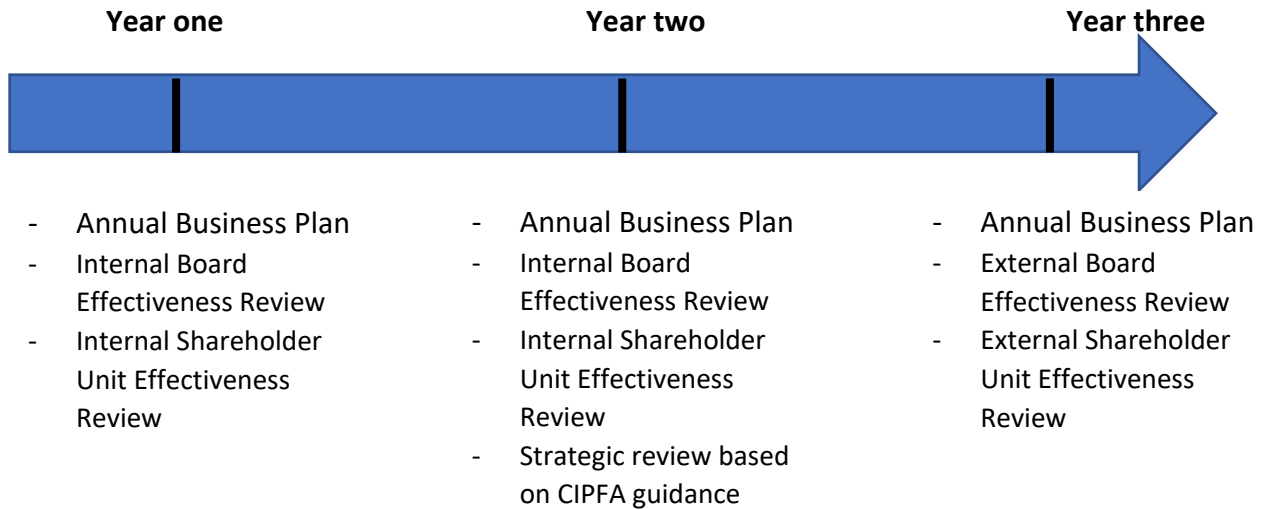 Year one
Year two
Year three
- Annual Business Plan
- Internal Board
Effectiveness Review
- Internal Shareholder
Unit Effectiveness
Review
- Annual Business Plan
- Internal Board
Effectiveness Review
- Internal Shareholder
Unit Effectiveness
Review
- Strategic review based
on CIPFA guidance
- Annual Business Plan
- External Board
Effectiveness Review
- External Shareholder
Unit Effectiveness
Review